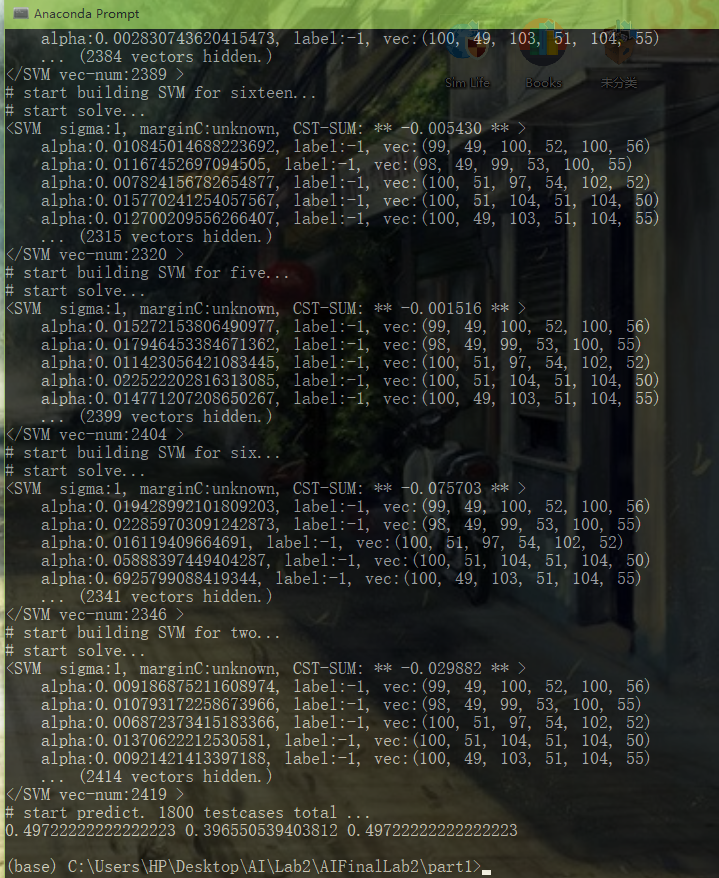 Anaconda Prompt
alpha:0.002830743620415473, label:-1, vec:(100, 49, 103, 51, 104, 55)
... (2384 vectors hidden.)
</SVM vec-num:2389 >
# start building SVM for sixteen...
# start solve...
<SVM  sigma:1, marginC:unknown, CST-SUM: ** -0.005430 ** >
alpha:0.010845014688223692, label:-1, vec:(99, 49, 100, 52, 100, 56)
alpha:0.01167452697094505, label:-1, vec:(98, 49, 99, 53, 100, 55)
alpha:0.007824156782654877, label:-1, vec:(100, 51, 97, 54, 102, 52)
alpha:0.015770241254057567, label:-1, vec:(100, 51, 104, 51, 104, 50)
alpha:0.012700209556266407, label:-1, vec:(100, 49, 103, 51, 104, 55)
... (2315 vectors hidden.)
</SVM vec-num:2320 >
# start building SVM for five...
# start solve...
<SVM  sigma:1, marginC:unknown, CST-SUM: ** -0.001516 ** >
alpha:0.015272153806490977, label:-1, vec:(99, 49, 100, 52, 100, 56)
alpha:0.017946453384671362, label:-1, vec:(98, 49, 99, 53, 100, 55)
alpha:0.011423056421083445, label:-1, vec:(100, 51, 97, 54, 102, 52)
alpha:0.022522202816313085, label:-1, vec:(100, 51, 104, 51, 104, 50)
alpha:0.014771207208650267, label:-1, vec:(100, 49, 103, 51, 104, 55)
... (2399 vectors hidden.)
</SVM vec-num:2404 >
# start building SVM for six...
# start solve...
<SVM  sigma:1, marginC:unknown, CST-SUM: ** -0.075703 ** >
alpha:0.019428992101809203, label:-1, vec:(99, 49, 100, 52, 100, 56)
alpha:0.022859703091242873, label:-1, vec:(98, 49, 99, 53, 100, 55)
alpha:0.016119409664691, label:-1, vec:(100, 51, 97, 54, 102, 52)
alpha:0.05888397449404287, label:-1, vec:(100, 51, 104, 51, 104, 50)
alpha:0.6925799088419344, label:-1, vec:(100, 49, 103, 51, 104, 55)
... (2341 vectors hidden.)
</SVM vec-num:2346 >
# start building SVM for two...
# start solve...
<SVM  sigma:1, marginC:unknown, CST-SUM: ** -0.029882 ** >
alpha:0.009186875211608974, label:-1, vec:(99, 49, 100, 52, 100, 56)
alpha:0.010793172258673966, label:-1, vec:(98, 49, 99, 53, 100, 55)
alpha:0.006872373415183366, label:-1, vec:(100, 51, 97, 54, 102, 52)
alpha:0.01370622212530581, label:-1, vec:(100, 51, 104, 51, 104, 50)
alpha:0.00921421413397188, label:-1, vec:(100, 49, 103, 51, 104, 55)
... (2414 vectors hidden.)
</SVM vec-num:2419 >
# start predict. 1800 testcases total ...
0.49722222222222223 0.396550539403812 0.49722222222222223
(base) C:\Users\HP\Desktop\AI\Lab2\AIFinalLab2\part1>
Sim Life
Books
未分类